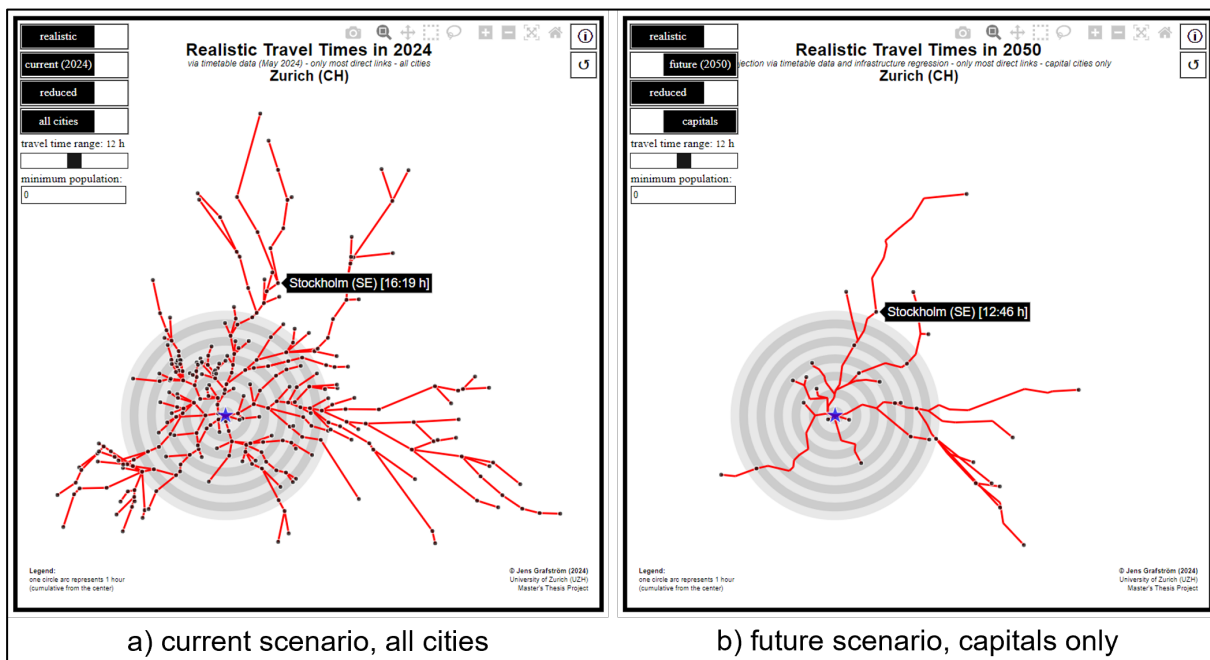 realistic
current (2024)
reduced
all cities
travel time range: 12 h
minimum population:
0
Realistic Travel Times in 2024
via timetable data (May 2024) - only most direct links - all cities
Zurich (CH)
Stockholm (SE) [16:19 h]
Legend:
one circle arc represents 1 hour
(cumulative from the center)
© Jens Grafström (2024)
University of Zurich (UZH)
Master's Thesis Project
a) current scenario, all cities
realistic
future (2050)
reduced
capitals
travel time range: 12 h
minimum population:
0
Realistic Travel Times in 2050
jection via timetable data and infrastructure regression - only most direct links - capital cities only
Zurich (CH)
Stockholm (SE) [12:46 h]
Legend:
one circle arc represents 1 hour
(cumulative from the center)
© Jens Grafström (2024)
University of Zurich (UZH)
Master's Thesis Project
b) future scenario, capitals only